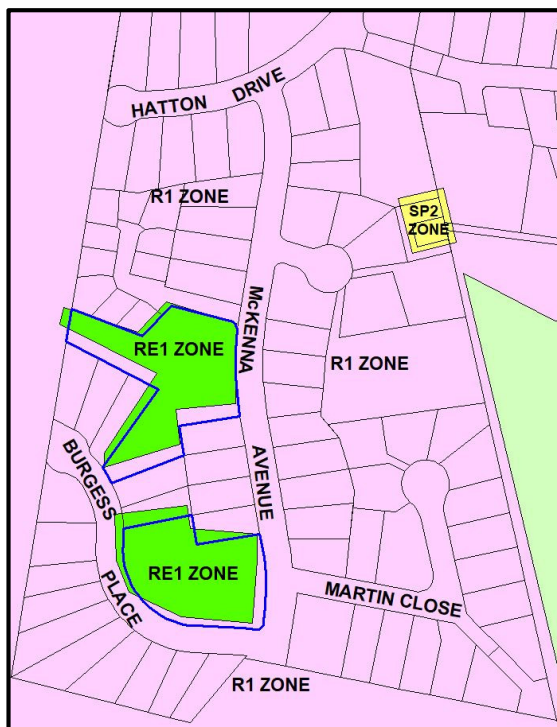 HATTON DRIVE
R1 ZONE
SP2
ZONE
McKENNA AVENUE
RE1 ZONE
R1 ZONE
BURGESS PLACE
RE1 ZONE
MARTIN CLOSE
R1 ZONE